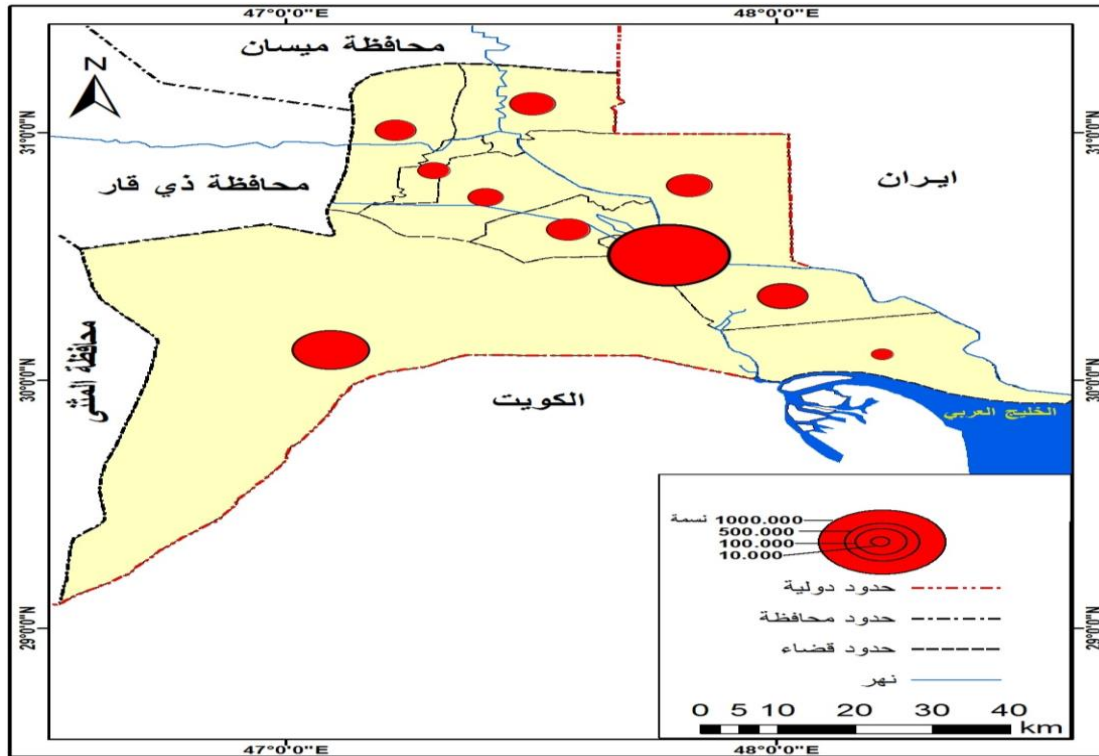 47°0'0"E
48°0'0"E
محافظة ميسان
N
31°0'0"N
31°0'0"N
ايران
محافظة ذي قار
محافظة المثنى
30°0'0"N
30°0'0"N
الكويت
الخليج العربي
1000.000 نسمة
500.000
100.000
10.000
حدود دولية
حدود محافظة
حدود قضاء
نهر
29°0'0"N
29°0'0"N
0 5 10 20 30 40
km
47°0'0"E
48°0'0"E